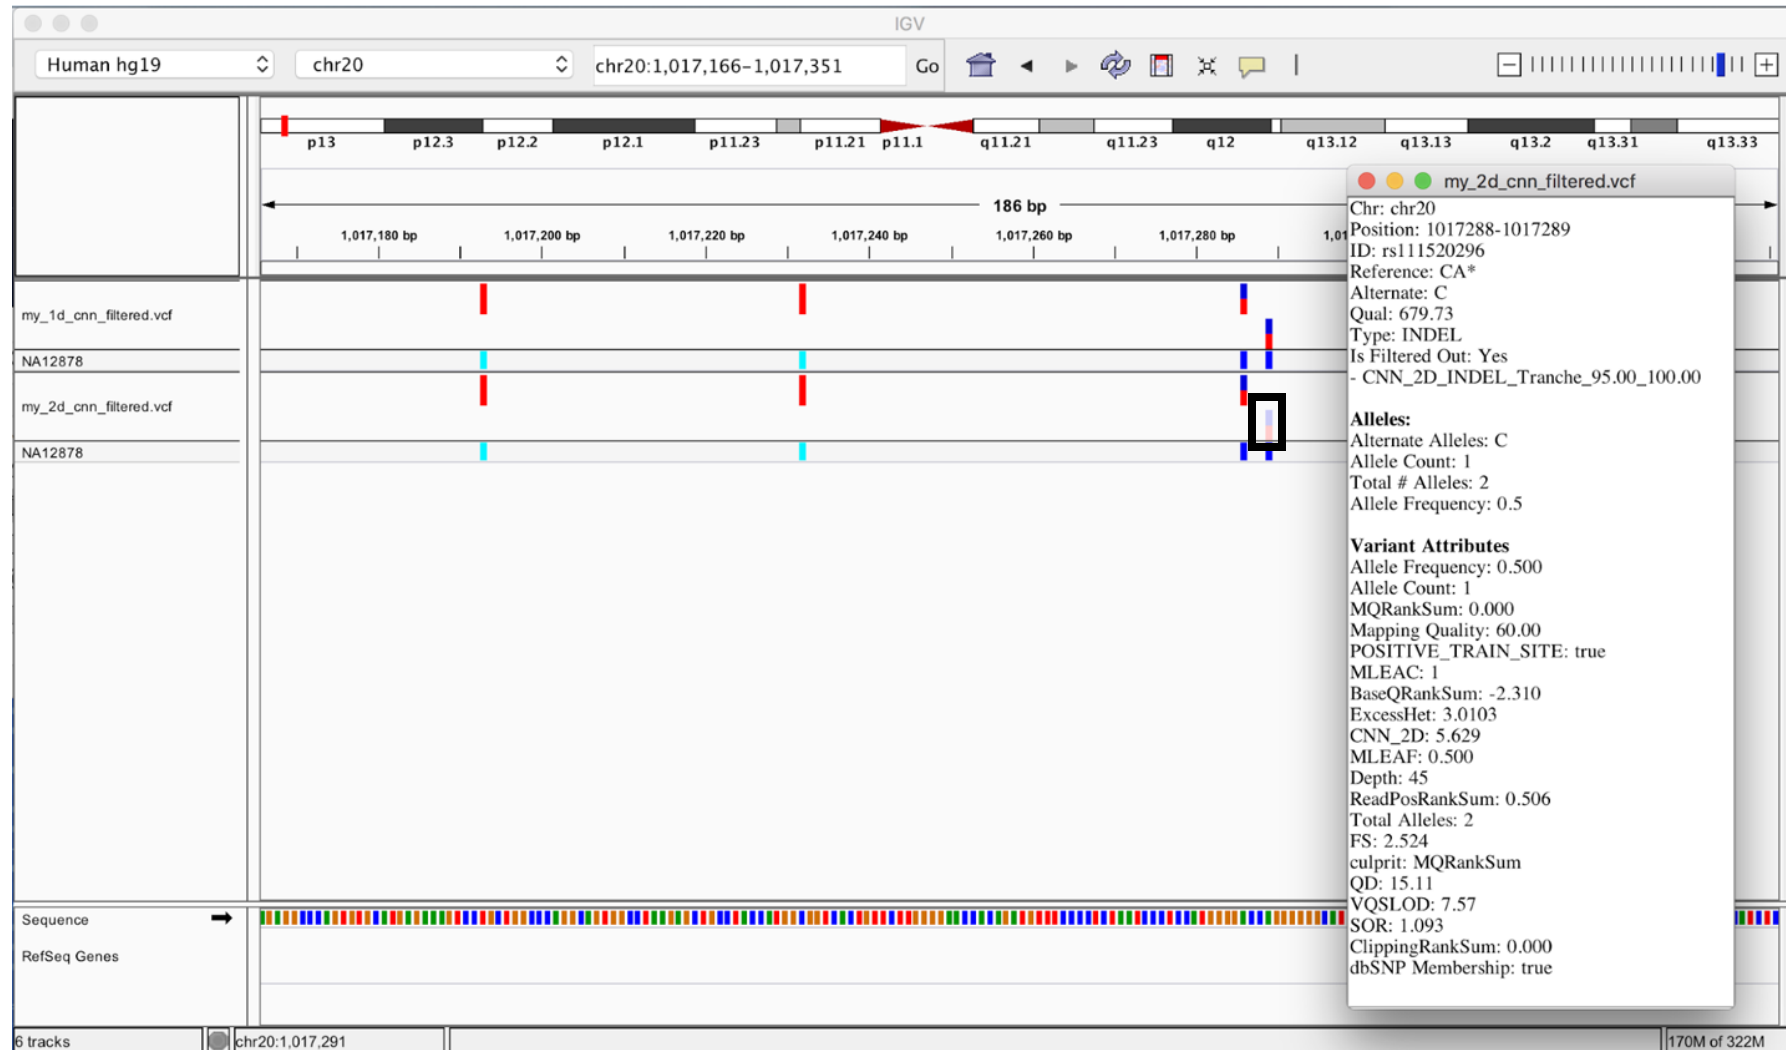 IGV
Human hg19 chr20 chr20:1,017,166-1,017,351 Go
p13 p12.3 p12.2 p12.1 p11.23 p11.21 p11.1 q11.21 q11.23 q12 q13.12 q13.13 q13.2 q13.31 q13.33
186 bp
1,017,180 bp 1,017,200 bp 1,017,220 bp 1,017,240 bp 1,017,260 bp 1,017,280 bp
my_1d_cnn_filtered.vcf
NA12878
my_2d_cnn_filtered.vcf
NA12878
my_2d_cnn_filtered.vcf
Chr: chr20
Position: 1017288-1017289
ID: rs111520296
Reference: CA*
Alternate: C
Qual: 679.73
Type: INDEL
Is Filtered Out: Yes
- CNN_2D_INDEL_Tranche_95.00_100.00
Alleles:
Alternate Alleles: C
Allele Count: 1
Total # Alleles: 2
Allele Frequency: 0.5
Variant Attributes
Allele Frequency: 0.500
Allele Count: 1
MQRankSum: 0.000
Mapping Quality: 60.00
POSITIVE_TRAIN_SITE: true
MLEAC: 1
BaseQRankSum: -2.310
ExcessHet: 3.0103
CNN_2D: 5.629
MLEAF: 0.500
Depth: 45
ReadPosRankSum: 0.506
Total Alleles: 2
FS: 2.524
culprit: MQRankSum
QD: 15.11
VQSLOD: 7.57
SOR: 1.093
ClippingRankSum: 0.000
dbSNP Membership: true
Sequence
RefSeq Genes
6 tracks chr20:1,017,291 170M of 322M